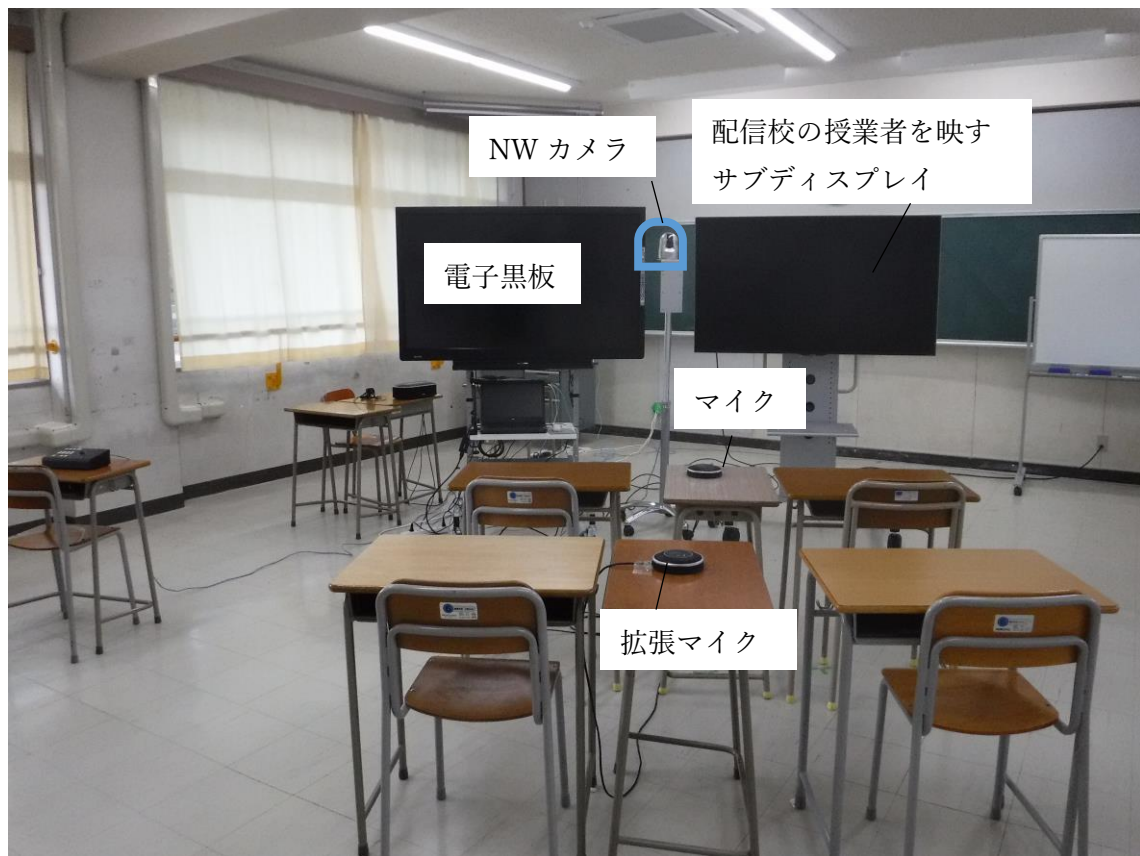 NW カメラ
配信校の授業者を映す
サブディスプレイ
電子黒板
マイク
拡張マイク